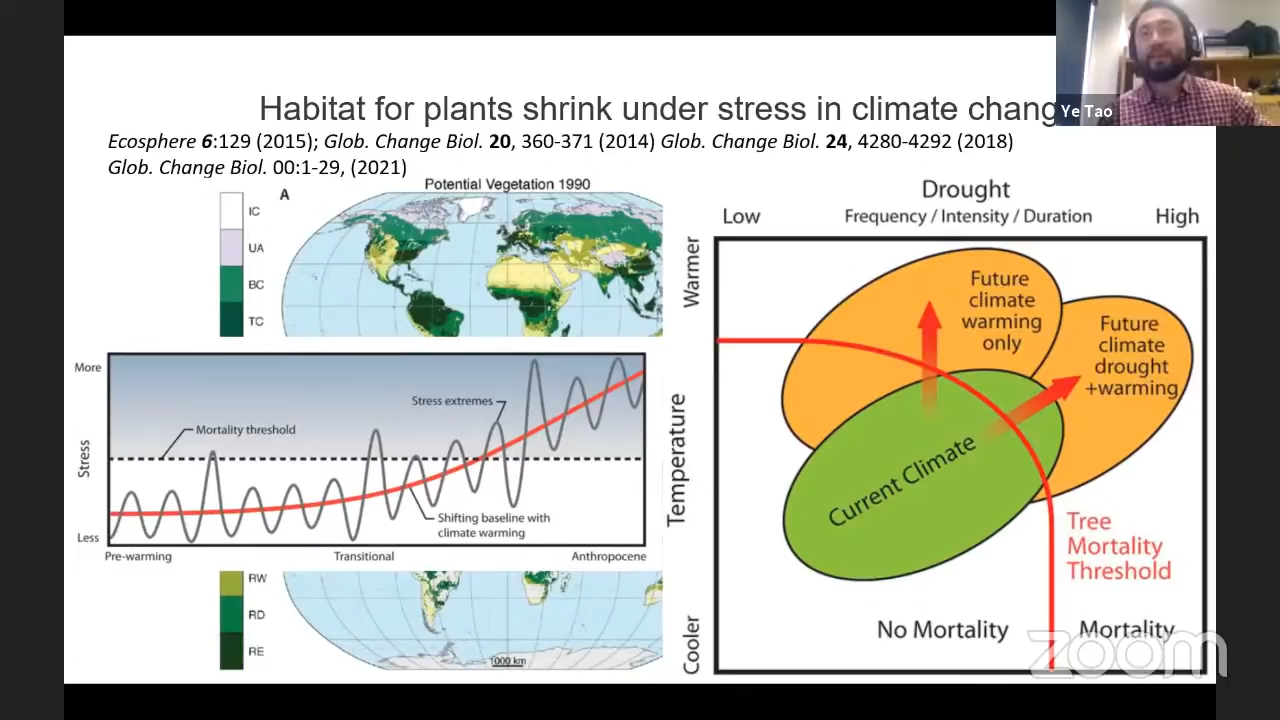 Habitat for plants shrink under stress in climate chang
Ye Tao
Ecosphere 6:129 (2015); Glob. Change Biol. 20, 360-371 (2014) Glob. Change Biol. 24, 4280-4292 (2018)
Glob. Change Biol. 00:1-29, (2021)
A
Potential Vegetation 1990
IC
UA
BC
TC
More
Stress
Less
Mortality threshold
Stress extremes
Shifting baseline with
climate warming
Pre-warming
Transitional
Anthropocene
RW
RD
RE
1000 km
Drought
Low
Frequency / Intensity / Duration
High
Warmer
Temperature
Cooler
Future
climate
warming
only
Future
climate
drought
+warming
Current Climate
Tree
Mortality
Threshold
No Mortality
Mortality
zoom